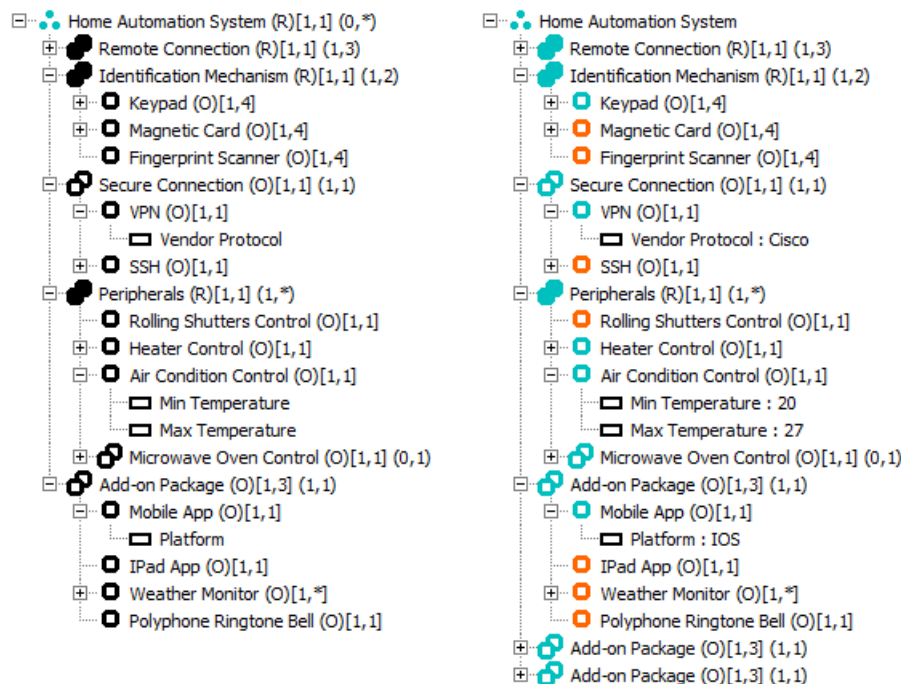 Home Automation System (R)[1,1] (0,*)
Remote Connection (R)[1,1] (1,3)
Identification Mechanism (R)[1,1] (1,2)
Keypad (O)[1,4]
Magnetic Card (O)[1,4]
Fingerprint Scanner (O)[1,4]
Secure Connection (O)[1,1] (1,1)
VPN (O)[1,1]
Vendor Protocol
SSH (O)[1,1]
Peripherals (R)[1,1] (1,*)
Rolling Shutters Control (O)[1,1]
Heater Control (O)[1,1]
Air Condition Control (O)[1,1]
Min Temperature
Max Temperature
Microwave Oven Control (O)[1,1] (0,1)
Add-on Package (O)[1,3] (1,1)
Mobile App (O)[1,1]
Platform
IPad App (O)[1,1]
Weather Monitor (O)[1,*]
Polyphone Ringtone Bell (O)[1,1]
Home Automation System
Remote Connection (R)[1,1] (1,3)
Identification Mechanism (R)[1,1] (1,2)
Keypad (O)[1,4]
Magnetic Card (O)[1,4]
Fingerprint Scanner (O)[1,4]
Secure Connection (O)[1,1] (1,1)
VPN (O)[1,1]
Vendor Protocol : Cisco
SSH (O)[1,1]
Peripherals (R)[1,1] (1,*)
Rolling Shutters Control (O)[1,1]
Heater Control (O)[1,1]
Air Condition Control (O)[1,1]
Min Temperature : 20
Max Temperature : 27
Microwave Oven Control (O)[1,1] (0,1)
Add-on Package (O)[1,3] (1,1)
Mobile App (O)[1,1]
Platform : IOS
IPad App (O)[1,1]
Weather Monitor (O)[1,*]
Polyphone Ringtone Bell (O)[1,1]
Add-on Package (O)[1,3] (1,1)
Add-on Package (O)[1,3] (1,1)